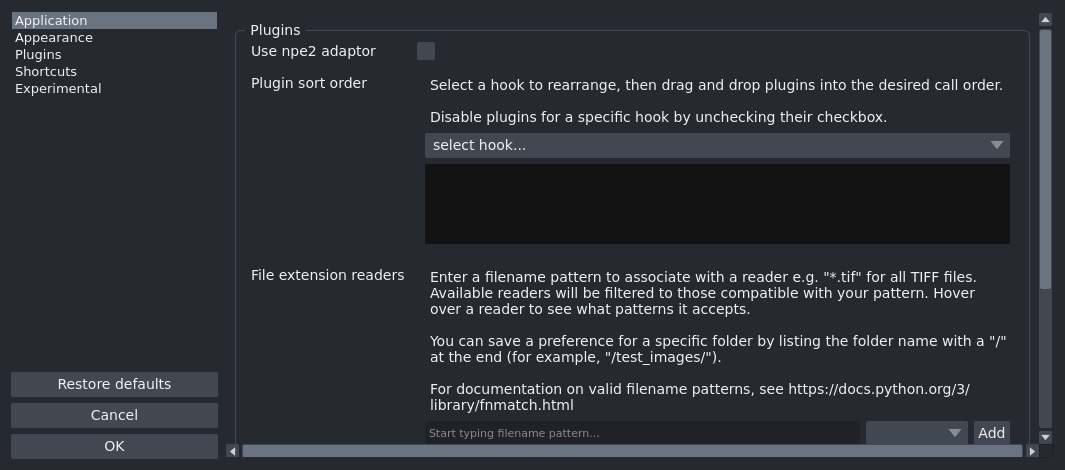 Application
Appearance
Plugins
Shortcuts
Experimental
Restore defaults
Cancel
OK
Plugins
Use npe2 adaptor
Plugin sort order
Select a hook to rearrange, then drag and drop plugins into the desired call order.
Disable plugins for a specific hook by unchecking their checkbox.
select hook...
File extension readers
Enter a filename pattern to associate with a reader e.g. "*.tif" for all TIFF files.
Available readers will be filtered to those compatible with your pattern. Hover
over a reader to see what patterns it accepts.
You can save a preference for a specific folder by listing the folder name with a "/"
at the end (for example, "/test_images/").
For documentation on valid filename patterns, see https://docs.python.org/3/
library/fnmatch.html
Start typing filename pattern...
Add